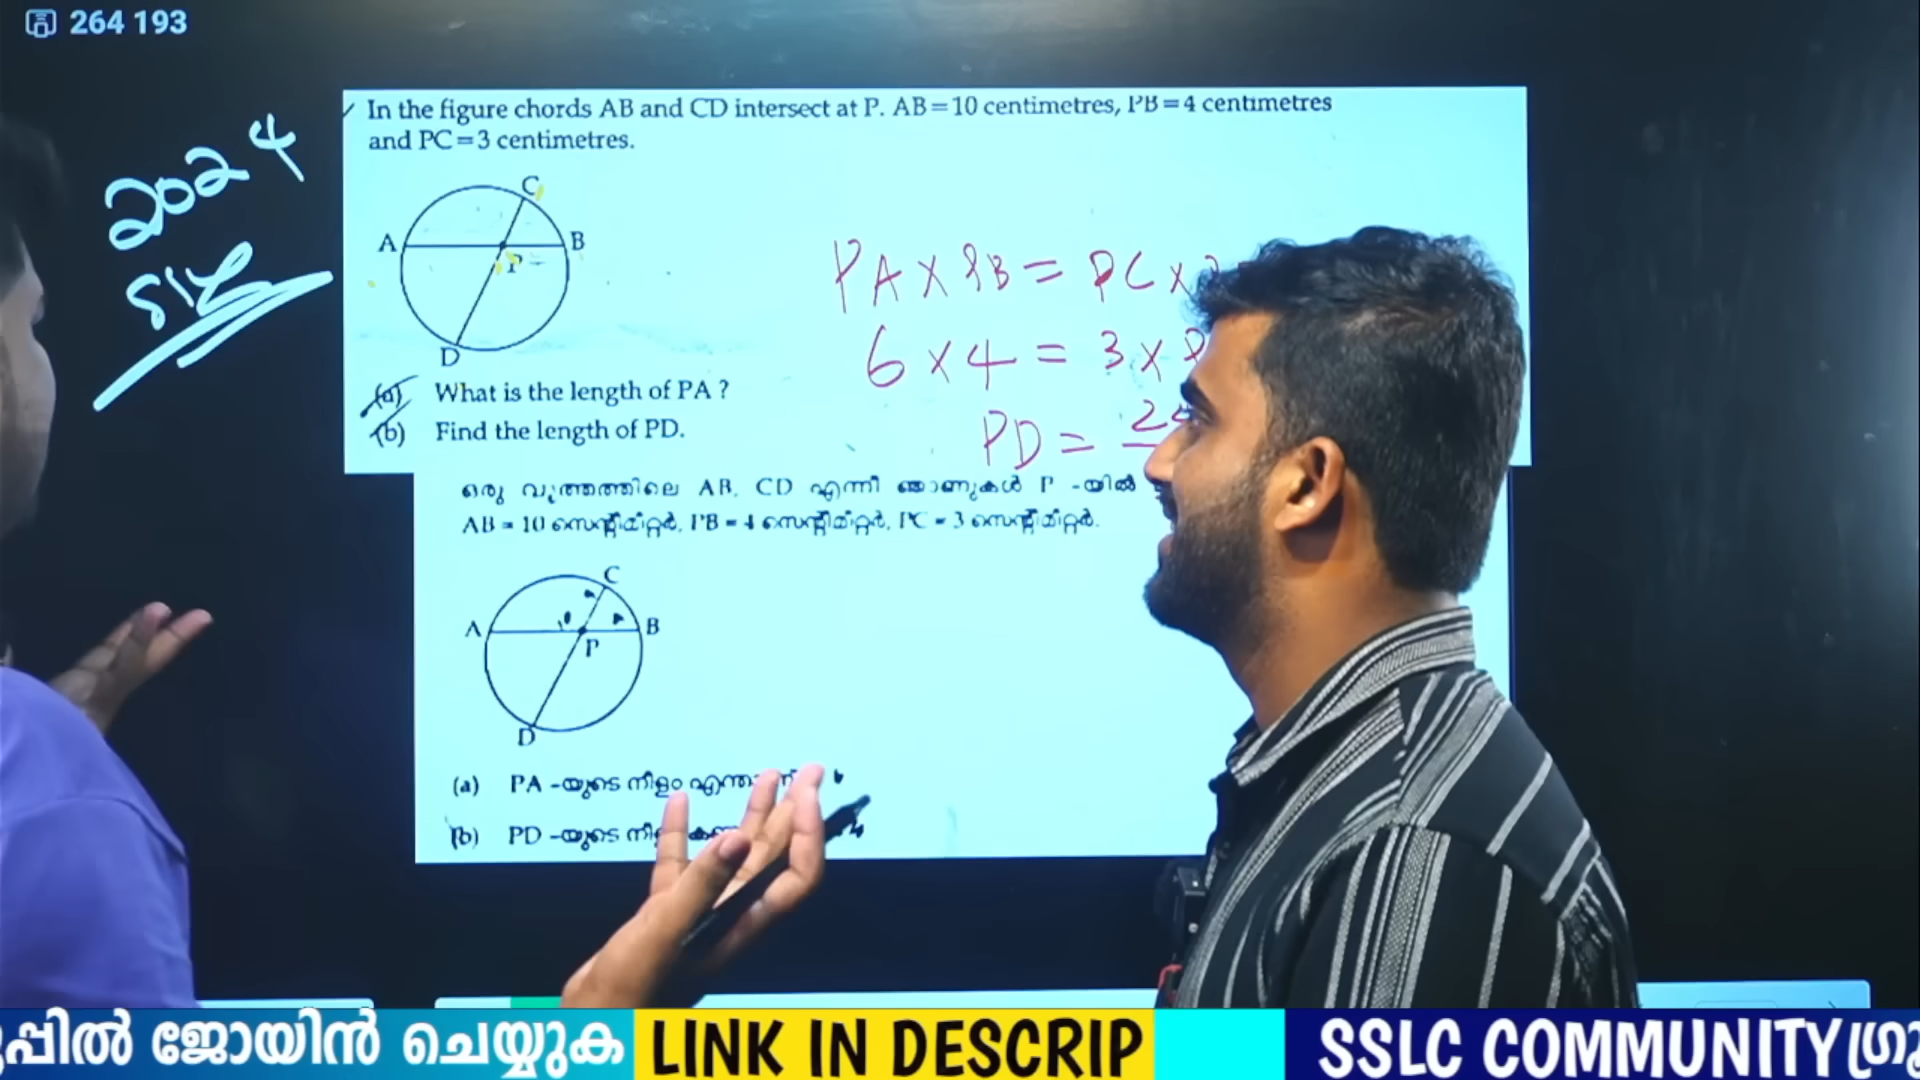 264 193
2024
In the figure chords AB and CD intersect at P. AB=10 centimetres, PB=4 centimetres
and PC=3 centimetres.
C
A B
P
D
PA X PB = PC X
6 X 4 = 3 X
PD =
(a) What is the length of PA ?
(b) Find the length of PD.
ഒരു വൃത്തത്തിലെ AB, CD എന്നീ ഞാണുകൾ P -യിൽ
AB = 10 സെന്റീമീറ്റർ, PB = 4 സെന്റീമീറ്റർ, PC = 3 സെന്റീമീറ്റർ.
C
A B
P
D
(a) PA -യുടെ നീളം
(b) PD -യുടെ
ജോയിൻ ചെയ്യുക LINK IN DESCRIP SSLC COMMUNITY